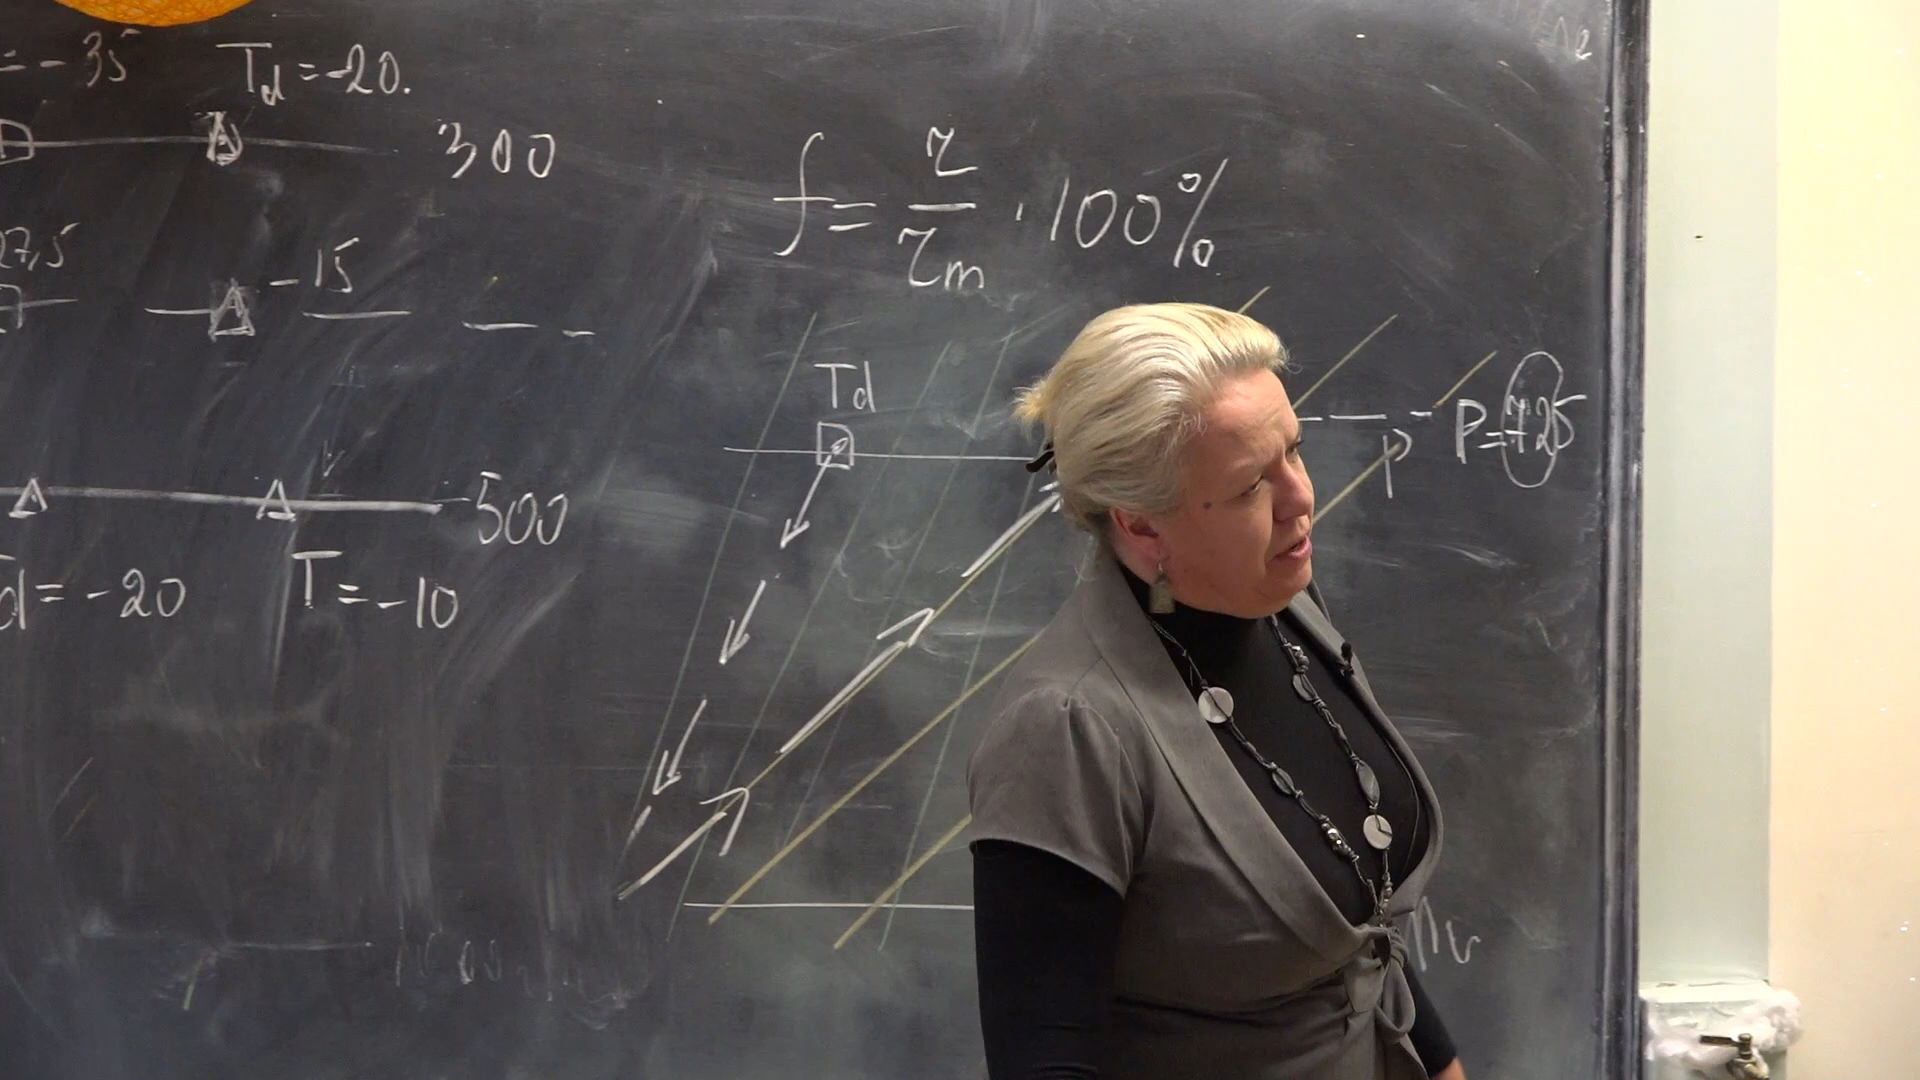 = - 35 Td = -20.
300
27,5 - 15
500
d = - 20 T = -10
f = r / rm · 100%
Td
P = 725